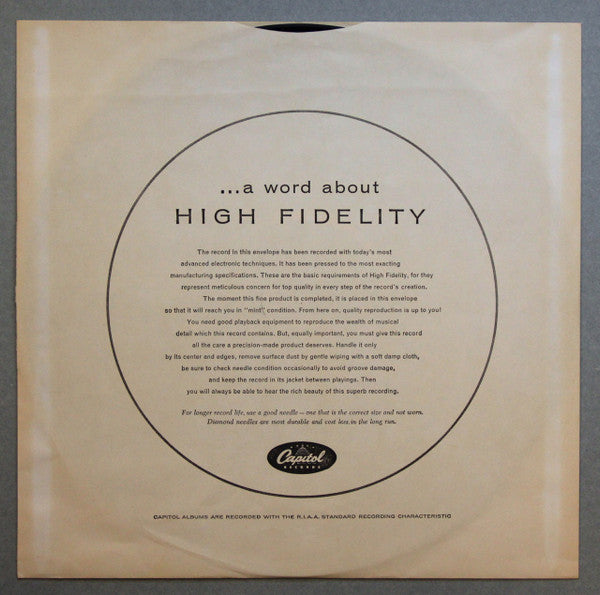 ...a word about
HIGH FIDELITY
The record in this envelope has been recorded with today's most
advanced electronic techniques. It has been pressed to the most exacting
manufacturing specifications. These are the basic requirements of High Fidelity, for they
represent meticulous concern for top quality in every step of the record's creation.
The moment this fine product is completed, it is placed in this envelope
so that it will reach you in "mint" condition. From here on, quality reproduction is up to you!
You need good playback equipment to reproduce the wealth of musical
detail which this record contains. But, equally important, you must give this record
all the care a precision-made product deserves. Handle it only
by its center and edges, remove surface dust by gentle wiping with a soft damp cloth,
be sure to check needle condition occasionally to avoid groove damage,
and keep the record in its jacket between playings. Then
you will always be able to hear the rich beauty of this superb recording.
For longer record life, use a good needle — one that is the correct size and not worn.
Diamond needles are most durable and cost less in the long run.
Capitol
RECORDS
CAPITOL ALBUMS ARE RECORDED WITH THE R.I.A.A. STANDARD RECORDING CHARACTERISTIC